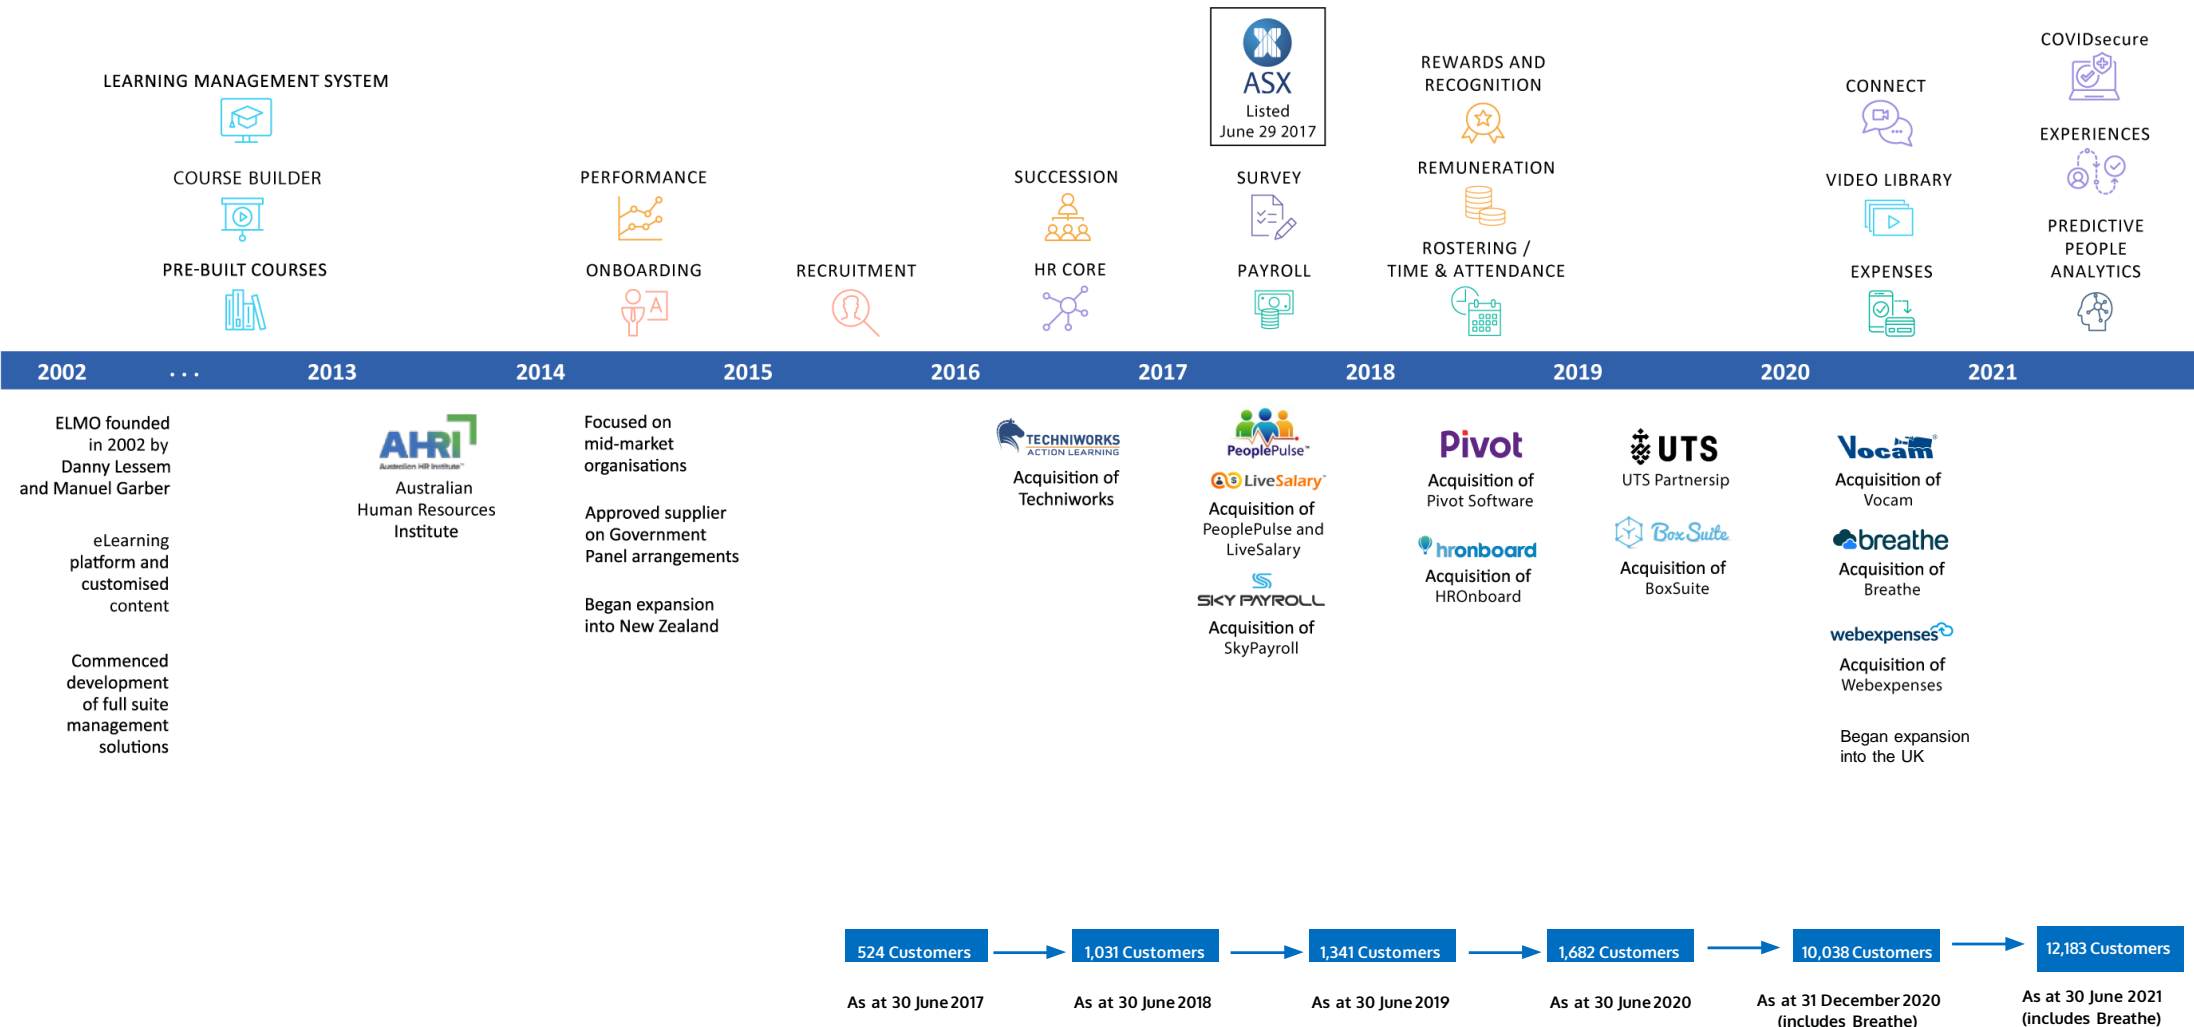 LEARNING MANAGEMENT SYSTEM
COURSE BUILDER
PRE-BUILT COURSES
PERFORMANCE
ONBOARDING
RECRUITMENT
SUCCESSION
HR CORE
ASX
Listed
June 29 2017
SURVEY
PAYROLL
REWARDS AND
RECOGNITION
REMUNERATION
ROSTERING /
TIME & ATTENDANCE
CONNECT
VIDEO LIBRARY
EXPENSES
COVIDsecure
EXPERIENCES
PREDICTIVE
PEOPLE
ANALYTICS
2002 ... 2013 2014 2015 2016 2017 2018 2019 2020 2021
ELMO founded
in 2002 by
Danny Lessem
and Manuel Garber
eLearning
platform and
customised
content
Commenced
development
of full suite
management
solutions
AHRI
Australian HR Institute™
Australian
Human Resources
Institute
Focused on
mid-market
organisations
Approved supplier
on Government
Panel arrangements
Began expansion
into New Zealand
TECHNIWORKS
ACTION LEARNING
Acquisition of
Techniworks
PeoplePulse™
LiveSalary™
Acquisition of
PeoplePulse and
LiveSalary
SKY PAYROLL
Acquisition of
SkyPayroll
Pivot
Acquisition of
Pivot Software
hronboard
Acquisition of
HROnboard
UTS
UTS Partnersip
BoxSuite
Acquisition of
BoxSuite
Vocam®
Acquisition of
Vocam
breathe
Acquisition of
Breathe
webexpenses
Acquisition of
Webexpenses
Began expansion
into the UK
524 Customers
As at 30 June 2017
1,031 Customers
As at 30 June 2018
1,341 Customers
As at 30 June 2019
1,682 Customers
As at 30 June 2020
10,038 Customers
As at 31 December 2020
(includes Breathe)
12,183 Customers
As at 30 June 2021
(includes Breathe)